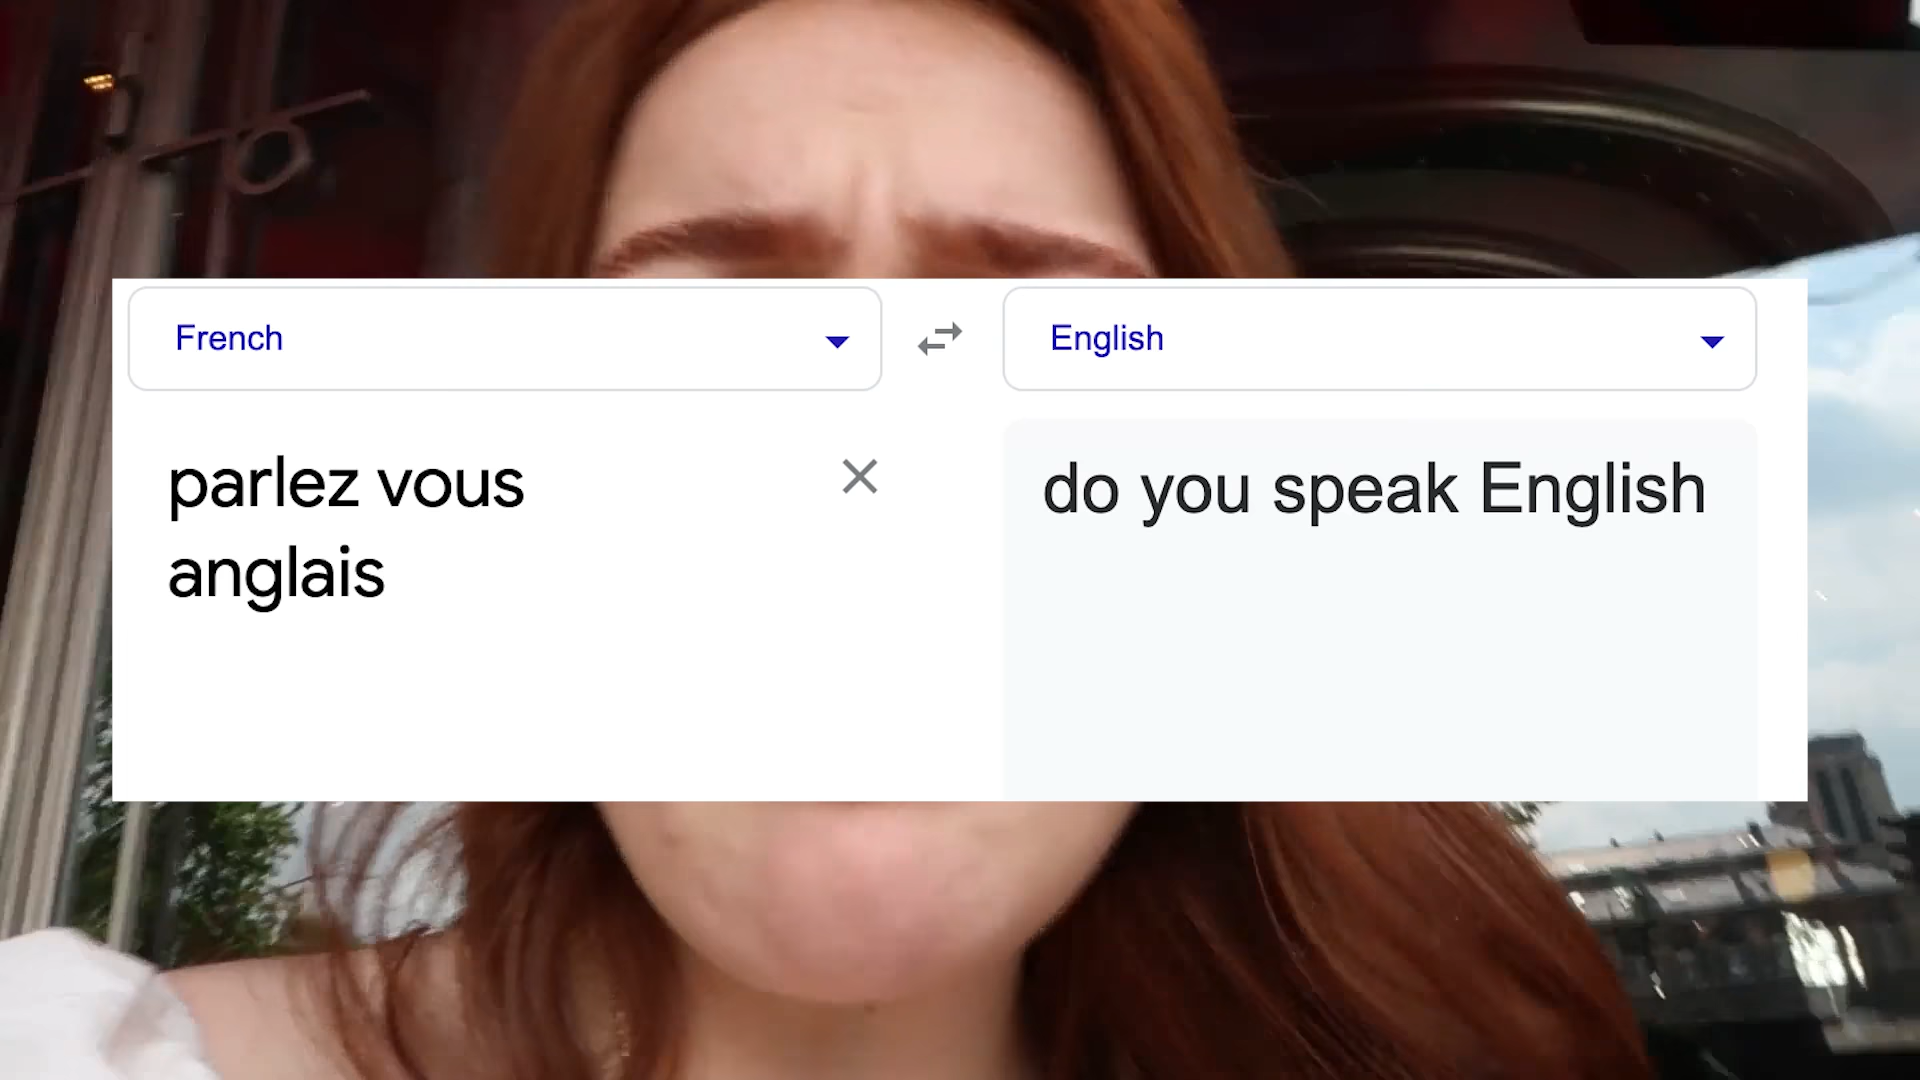 French
English
parlez vous
anglais
do you speak English